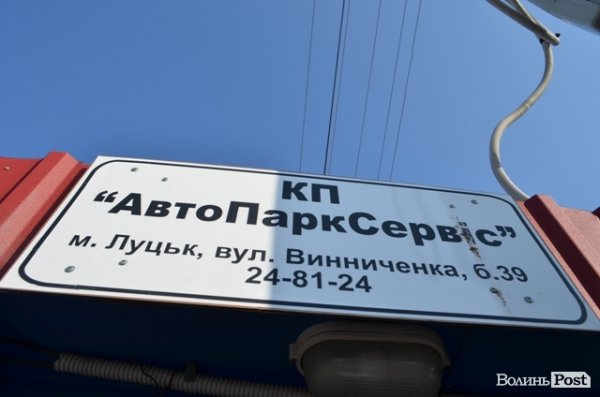 КП
“АвтоПаркСервіс”
м. Луцьк, вул. Винниченка, б.39
24-81-24
Волинь Post